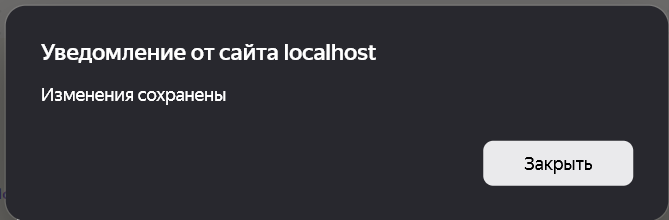 Уведомление от сайта localhost
Изменения сохранены
Закрыть